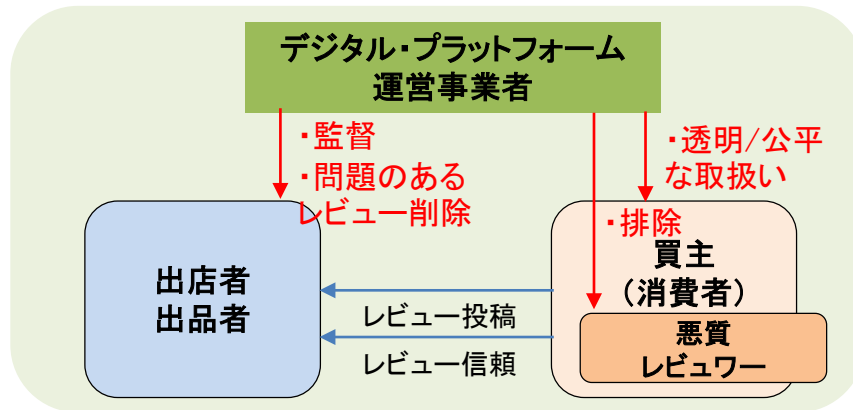 デジタル・プラットフォーム
運営事業者
・監督
・問題のある
レビュー削除
・透明/公平
な取扱い
・排除
出店者
出品者
買主
（消費者）
レビュー投稿
レビュー信頼
悪質
レビュワー